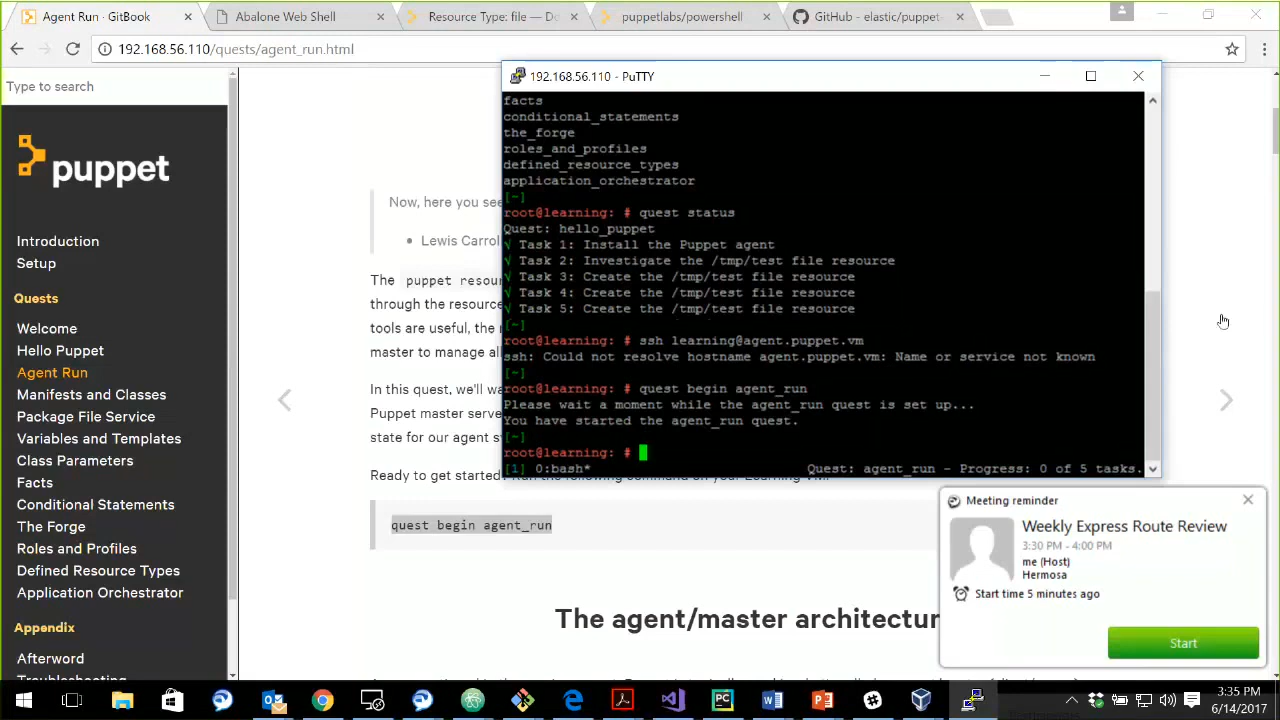 Agent Run - GitBook
Abalone Web Shell
Resource Type: file — Do
puppetlabs/powershell
GitHub - elastic/puppet-
192.168.56.110/quests/agent_run.html
Type to search
puppet
Introduction
Setup
Quests
Welcome
Hello Puppet
Agent Run
Manifests and Classes
Package File Service
Variables and Templates
Class Parameters
Facts
Conditional Statements
The Forge
Roles and Profiles
Defined Resource Types
Application Orchestrator
Appendix
Afterword
Now, here you see
• Lewis Carrol
The puppet resou
through the resource
tools are useful, the r
master to manage all
In this quest, we'll wa
Puppet master serve
state for our agent s
Ready to get started? Run the following command on your Learning VM:
quest begin agent_run
The agent/master architectur
192.168.56.110 - PuTTY
facts
conditional_statements
the_forge
roles_and_profiles
defined_resource_types
application_orchestrator
[~]
root@learning: # quest status
Quest: hello_puppet
√ Task 1: Install the Puppet agent
√ Task 2: Investigate the /tmp/test file resource
√ Task 3: Create the /tmp/test file resource
√ Task 4: Create the /tmp/test file resource
√ Task 5: Create the /tmp/test file resource
[~]
root@learning: # ssh learning@agent.puppet.vm
ssh: Could not resolve hostname agent.puppet.vm: Name or service not known
[~]
root@learning: # quest begin agent_run
Please wait a moment while the agent_run quest is set up...
You have started the agent_run quest.
[~]
root@learning: #
[1] 0:bash* Quest: agent_run - Progress: 0 of 5 tasks.
Meeting reminder
Weekly Express Route Review
3:30 PM - 4:00 PM
me (Host)
Hermosa
Start time 5 minutes ago
Start
3:35 PM
6/14/2017